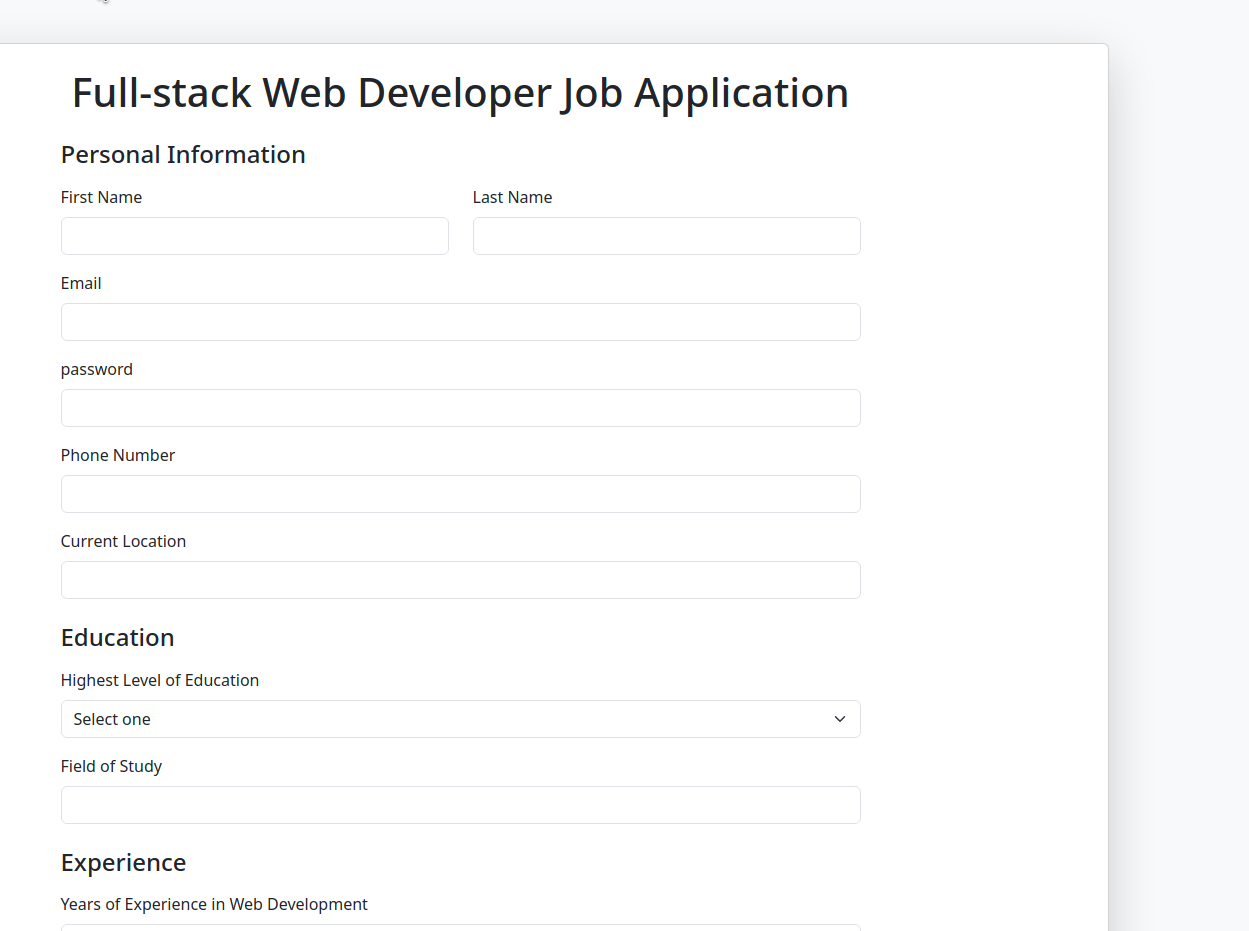 Full-stack Web Developer Job Application
Personal Information
First Name Last Name
Email
password
Phone Number
Current Location
Education
Highest Level of Education
Select one
Field of Study
Experience
Years of Experience in Web Development